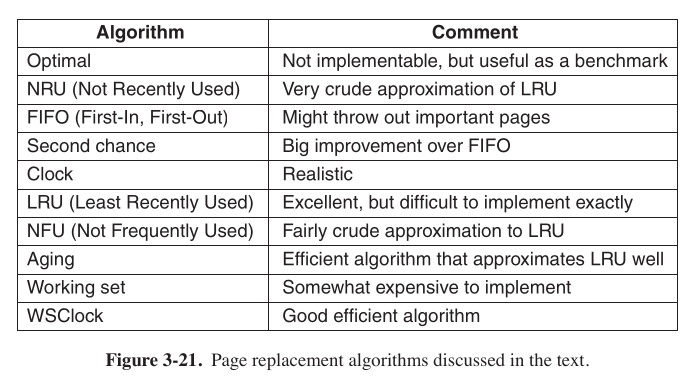 Algorithm Comment
Optimal Not implementable, but useful as a benchmark
NRU (Not Recently Used) Very crude approximation of LRU
FIFO (First-In, First-Out) Might throw out important pages
Second chance Big improvement over FIFO
Clock Realistic
LRU (Least Recently Used) Excellent, but difficult to implement exactly
NFU (Not Frequently Used) Fairly crude approximation to LRU
Aging Efficient algorithm that approximates LRU well
Working set Somewhat expensive to implement
WSClock Good efficient algorithm
Figure 3-21. Page replacement algorithms discussed in the text.